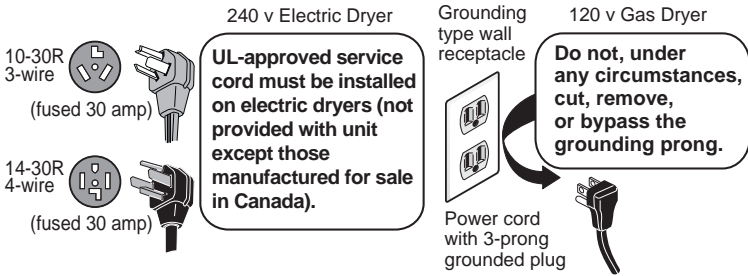 240 v Electric Dryer
10-30R
3-wire
(fused 30 amp)
14-30R
4-wire
(fused 30 amp)
UL-approved service
cord must be installed
on electric dryers (not
provided with unit
except those
manufactured for sale
in Canada).
Grounding
type wall
receptacle
120 v Gas Dryer
Do not, under
any circumstances,
cut, remove,
or bypass the
grounding prong.
Power cord
with 3-prong
grounded plug